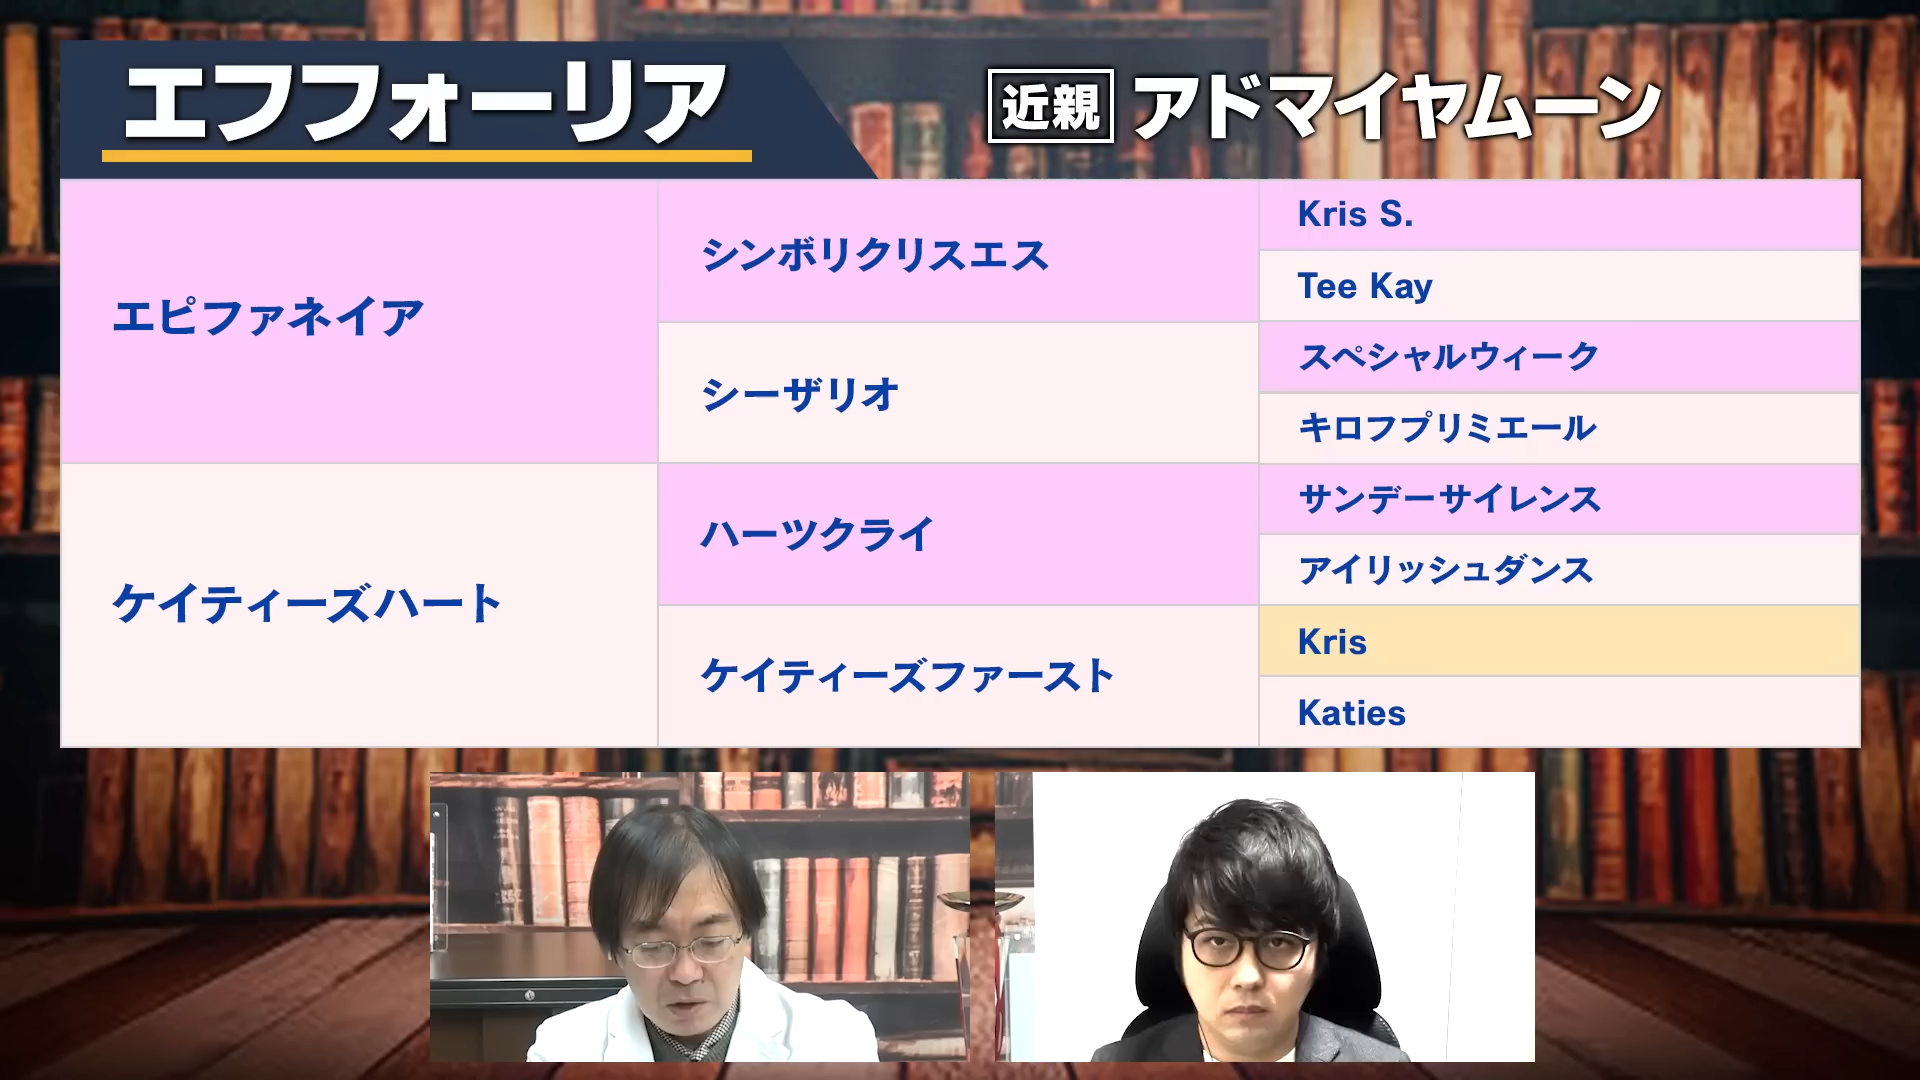 エフフォーリア
近親 アドマイヤムーン
エピファネイア
シンボリクリスエス
Kris S.
Tee Kay
シーザリオ
スペシャルウィーク
キロフプリミエール
ケイティーズハート
ハーツクライ
サンデーサイレンス
アイリッシュダンス
ケイティーズファースト
Kris
Katies